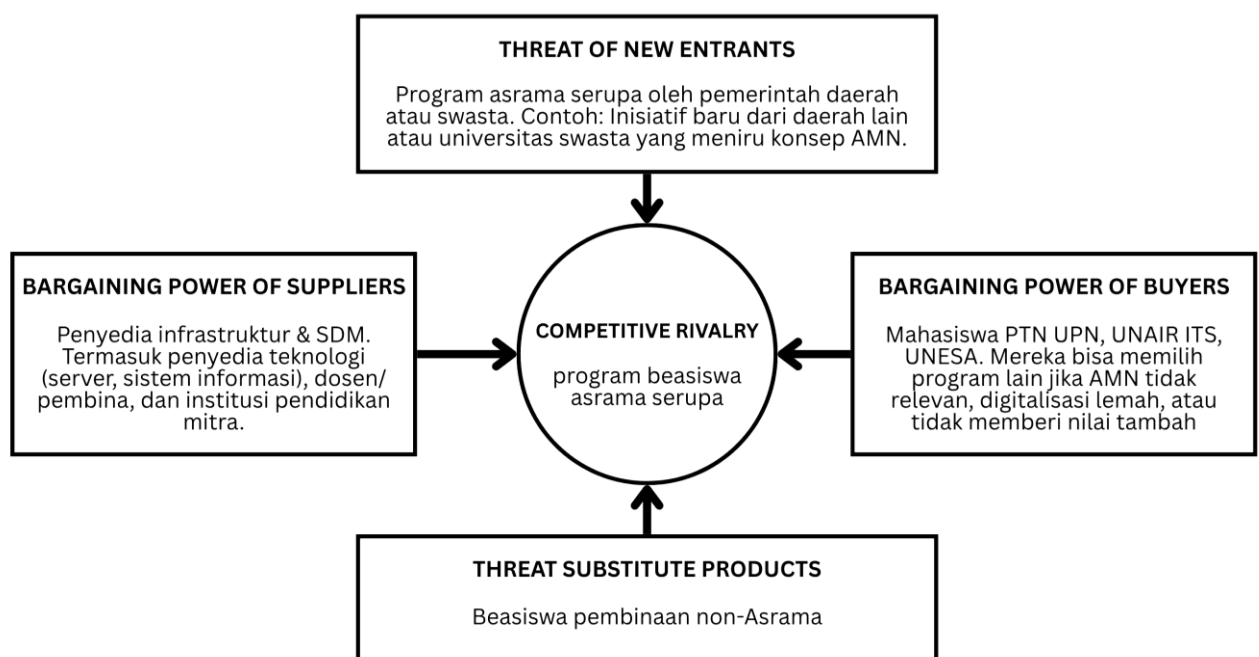 THREAT OF NEW ENTRANTS
Program asrama serupa oleh pemerintah daerah
atau swasta. Contoh: Inisiatif baru dari daerah lain
atau universitas swasta yang meniru konsep AMN.
BARGAINING POWER OF SUPPLIERS
Penyedia infrastruktur & SDM.
Termasuk penyedia teknologi
(server, sistem informasi), dosen/
pembina, dan institusi pendidikan
mitra.
COMPETITIVE RIVALRY
program beasiswa
asrama serupa
BARGAINING POWER OF BUYERS
Mahasiswa PTN UPN, UNAIR ITS,
UNESA. Mereka bisa memilih
program lain jika AMN tidak
relevan, digitalisasi lemah, atau
tidak memberi nilai tambah
THREAT SUBSTITUTE PRODUCTS
Beasiswa pembinaan non-Asrama